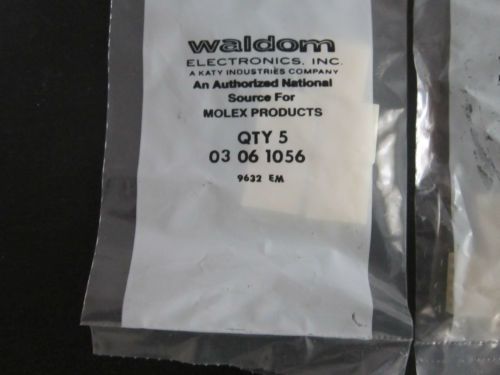 waldom
ELECTRONICS, INC.
A KATY INDUSTRIES COMPANY
An Authorized National
Source For
MOLEX PRODUCTS
QTY 5
03 06 1056
9632 EM